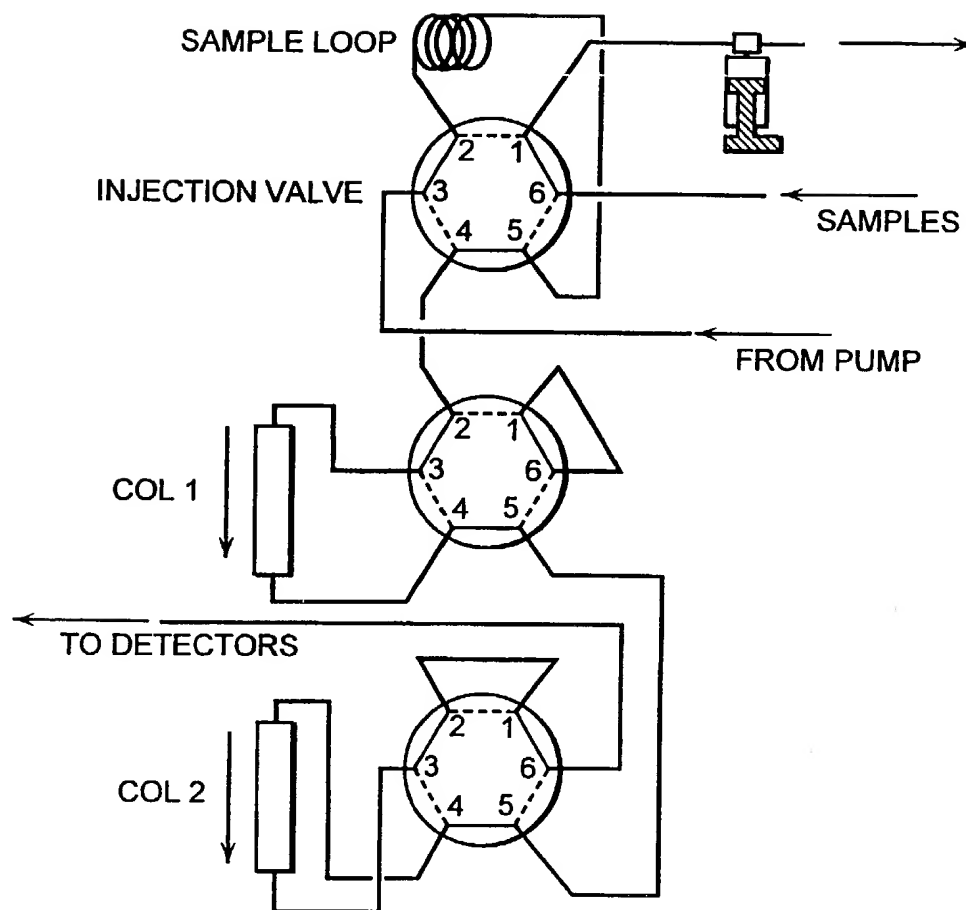 SAMPLE LOOP
2 1
INJECTION VALVE
3 6
SAMPLES
4 5
FROM PUMP
2 1
3 6
COL 1
4 5
TO DETECTORS
2 1
COL 2
3 6
4 5